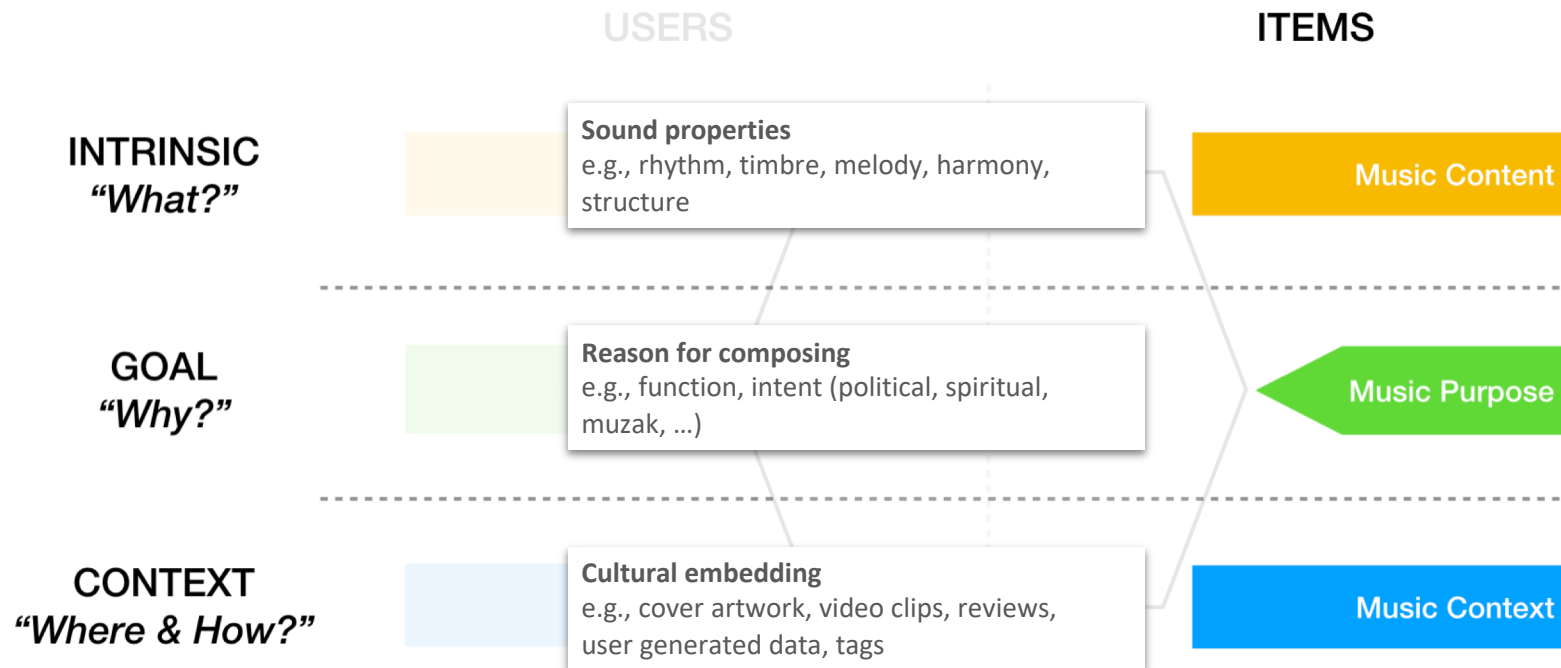 USERS
ITEMS
INTRINSIC
“What?”
Sound properties
e.g., rhythm, timbre, melody, harmony,
structure
Music Content
GOAL
“Why?”
Reason for composing
e.g., function, intent (political, spiritual,
muzak, …)
Music Purpose
CONTEXT
“Where & How?”
Cultural embedding
e.g., cover artwork, video clips, reviews,
user generated data, tags
Music Context